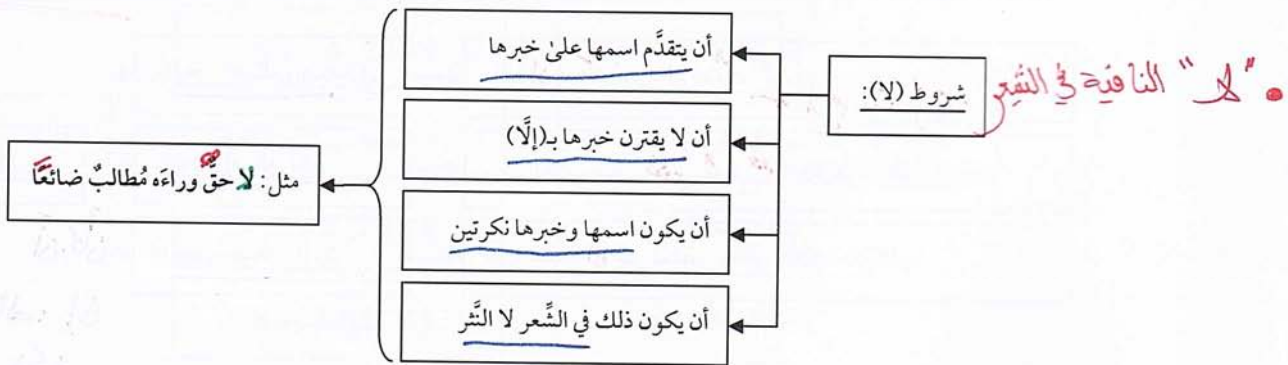 • "لا" النافية في الشعر
شروط (لا):
أن يتقدَّم اسمها علىٰ خبرها
أن لا يقترن خبرها بـ(إلَّا)
أن يكون اسمها وخبرها نكرتين
أن يكون ذلك في الشِّعر لا النَّثر
مثل: لا حقٌّ وراءَه مُطالبٌ ضائعًا